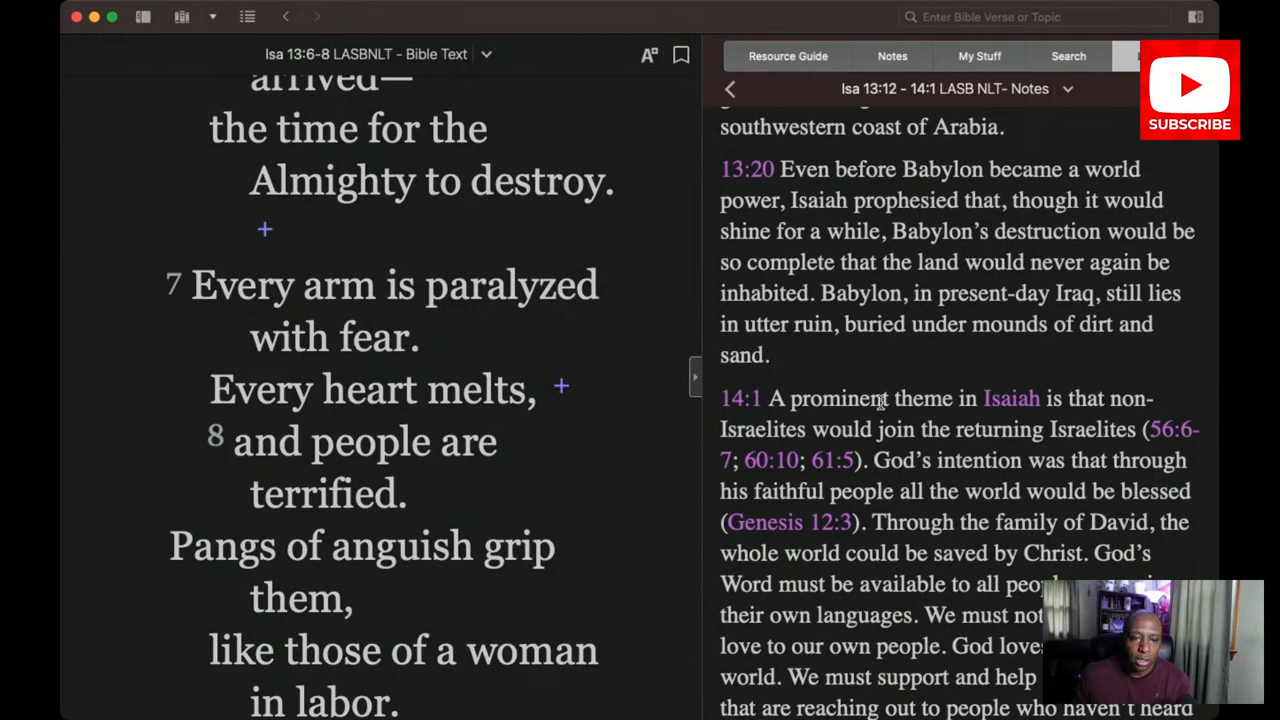 Enter Bible Verse or Topic
Isa 13:6-8 LASBNLT - Bible Text
A
arrived—
the time for the
Almighty to destroy.
+
7 Every arm is paralyzed
with fear.
Every heart melts, +
8 and people are
terrified.
Pangs of anguish grip
them,
like those of a woman
in labor.
Resource Guide
Notes
My Stuff
Search
SUBSCRIBE
Isa 13:12 - 14:1 LASB NLT- Notes
southwestern coast of Arabia.
13:20 Even before Babylon became a world
power, Isaiah prophesied that, though it would
shine for a while, Babylon's destruction would be
so complete that the land would never again be
inhabited. Babylon, in present-day Iraq, still lies
in utter ruin, buried under mounds of dirt and
sand.
14:1 A prominent theme in Isaiah is that non-
Israelites would join the returning Israelites (56:6-
7; 60:10; 61:5). God's intention was that through
his faithful people all the world would be blessed
(Genesis 12:3). Through the family of David, the
whole world could be saved by Christ. God's
Word must be available to all
their own languages. We must not
love to our own people. God
world. We must support and help
that are reaching out to people who haven't heard